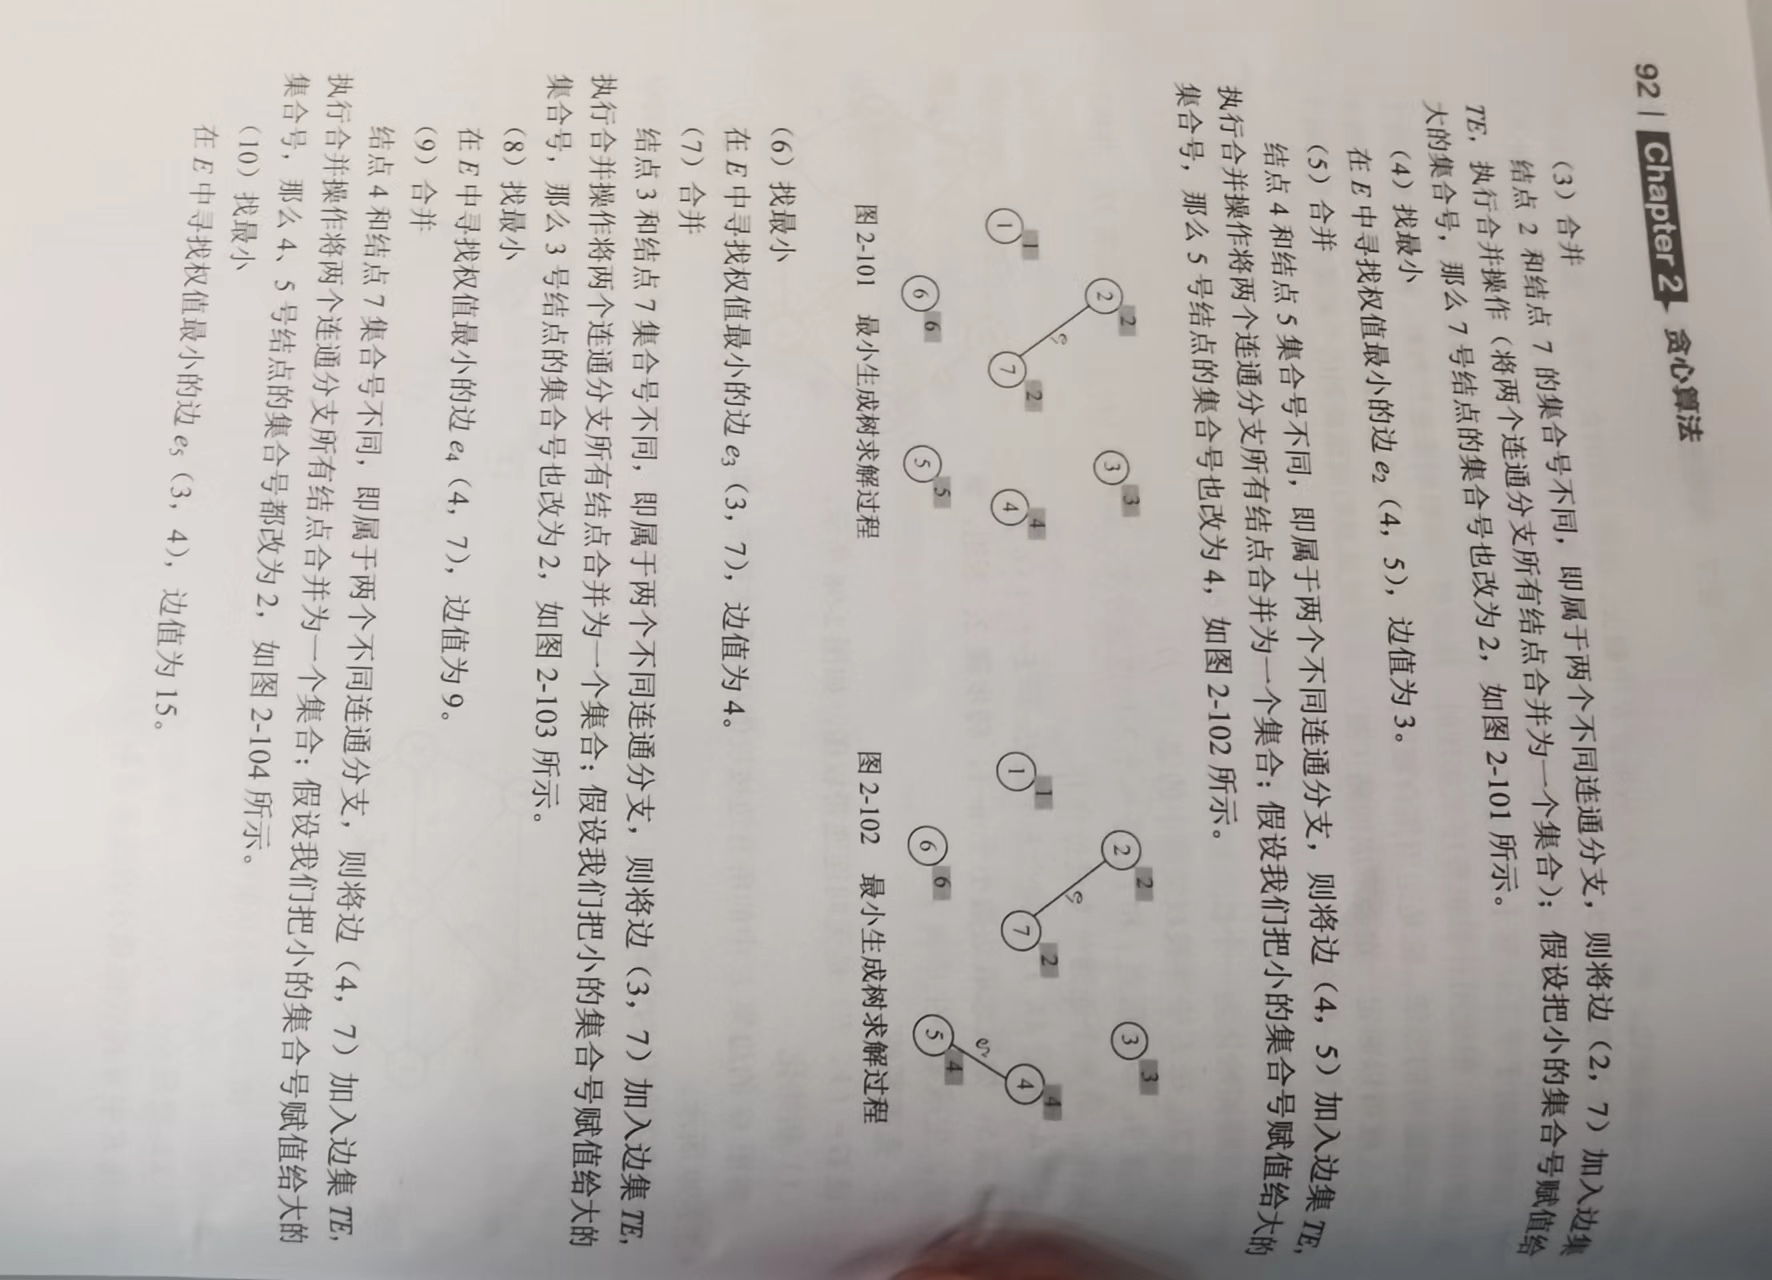 92 | Chapter 2 贪心算法
(3) 合并
结点 2 和结点 7 的集合号不同，即属于两个不同连通分支，则将边（2，7）加入边集
TE，执行合并操作（将两个连通分支所有结点合并为一个集合）；假设把小的集合号赋值给
大的集合号，那么 7 号结点的集合号也改为 2，如图 2-101 所示。
(4) 找最小
在 E 中寻找权值最小的边 e₂（4，5），边值为 3。
(5) 合并
结点 4 和结点 5 集合号不同，即属于两个不同连通分支，则将边（4，5）加入边集 TE，
执行合并操作将两个连通分支所有结点合并为一个集合；假设我们把小的集合号赋值给大的
集合号，那么 5 号结点的集合号也改为 4，如图 2-102 所示。
2 2 3 3
1 1 7 2 4 4
6 6 5 5
图 2-101 最小生成树求解过程
2 2 3 3
1 1 7 2 4 4
6 6 5 4
图 2-102 最小生成树求解过程
(6) 找最小
在 E 中寻找权值最小的边 e₃（3，7），边值为 4。
(7) 合并
结点 3 和结点 7 集合号不同，即属于两个不同连通分支，则将边（3，7）加入边集 TE，
执行合并操作将两个连通分支所有结点合并为一个集合；假设我们把小的集合号赋值给大的
集合号，那么 3 号结点的集合号也改为 2，如图 2-103 所示。
(8) 找最小
在 E 中寻找权值最小的边 e₄（4，7），边值为 9。
(9) 合并
结点 4 和结点 7 集合号不同，即属于两个不同连通分支，则将边（4，7）加入边集 TE，
执行合并操作将两个连通分支所有结点合并为一个集合；假设我们把小的集合号赋值给大的
集合号，那么 4、5 号结点的集合号都改为 2，如图 2-104 所示。
(10) 找最小
在 E 中寻找权值最小的边 e₅（3，4），边值为 15。